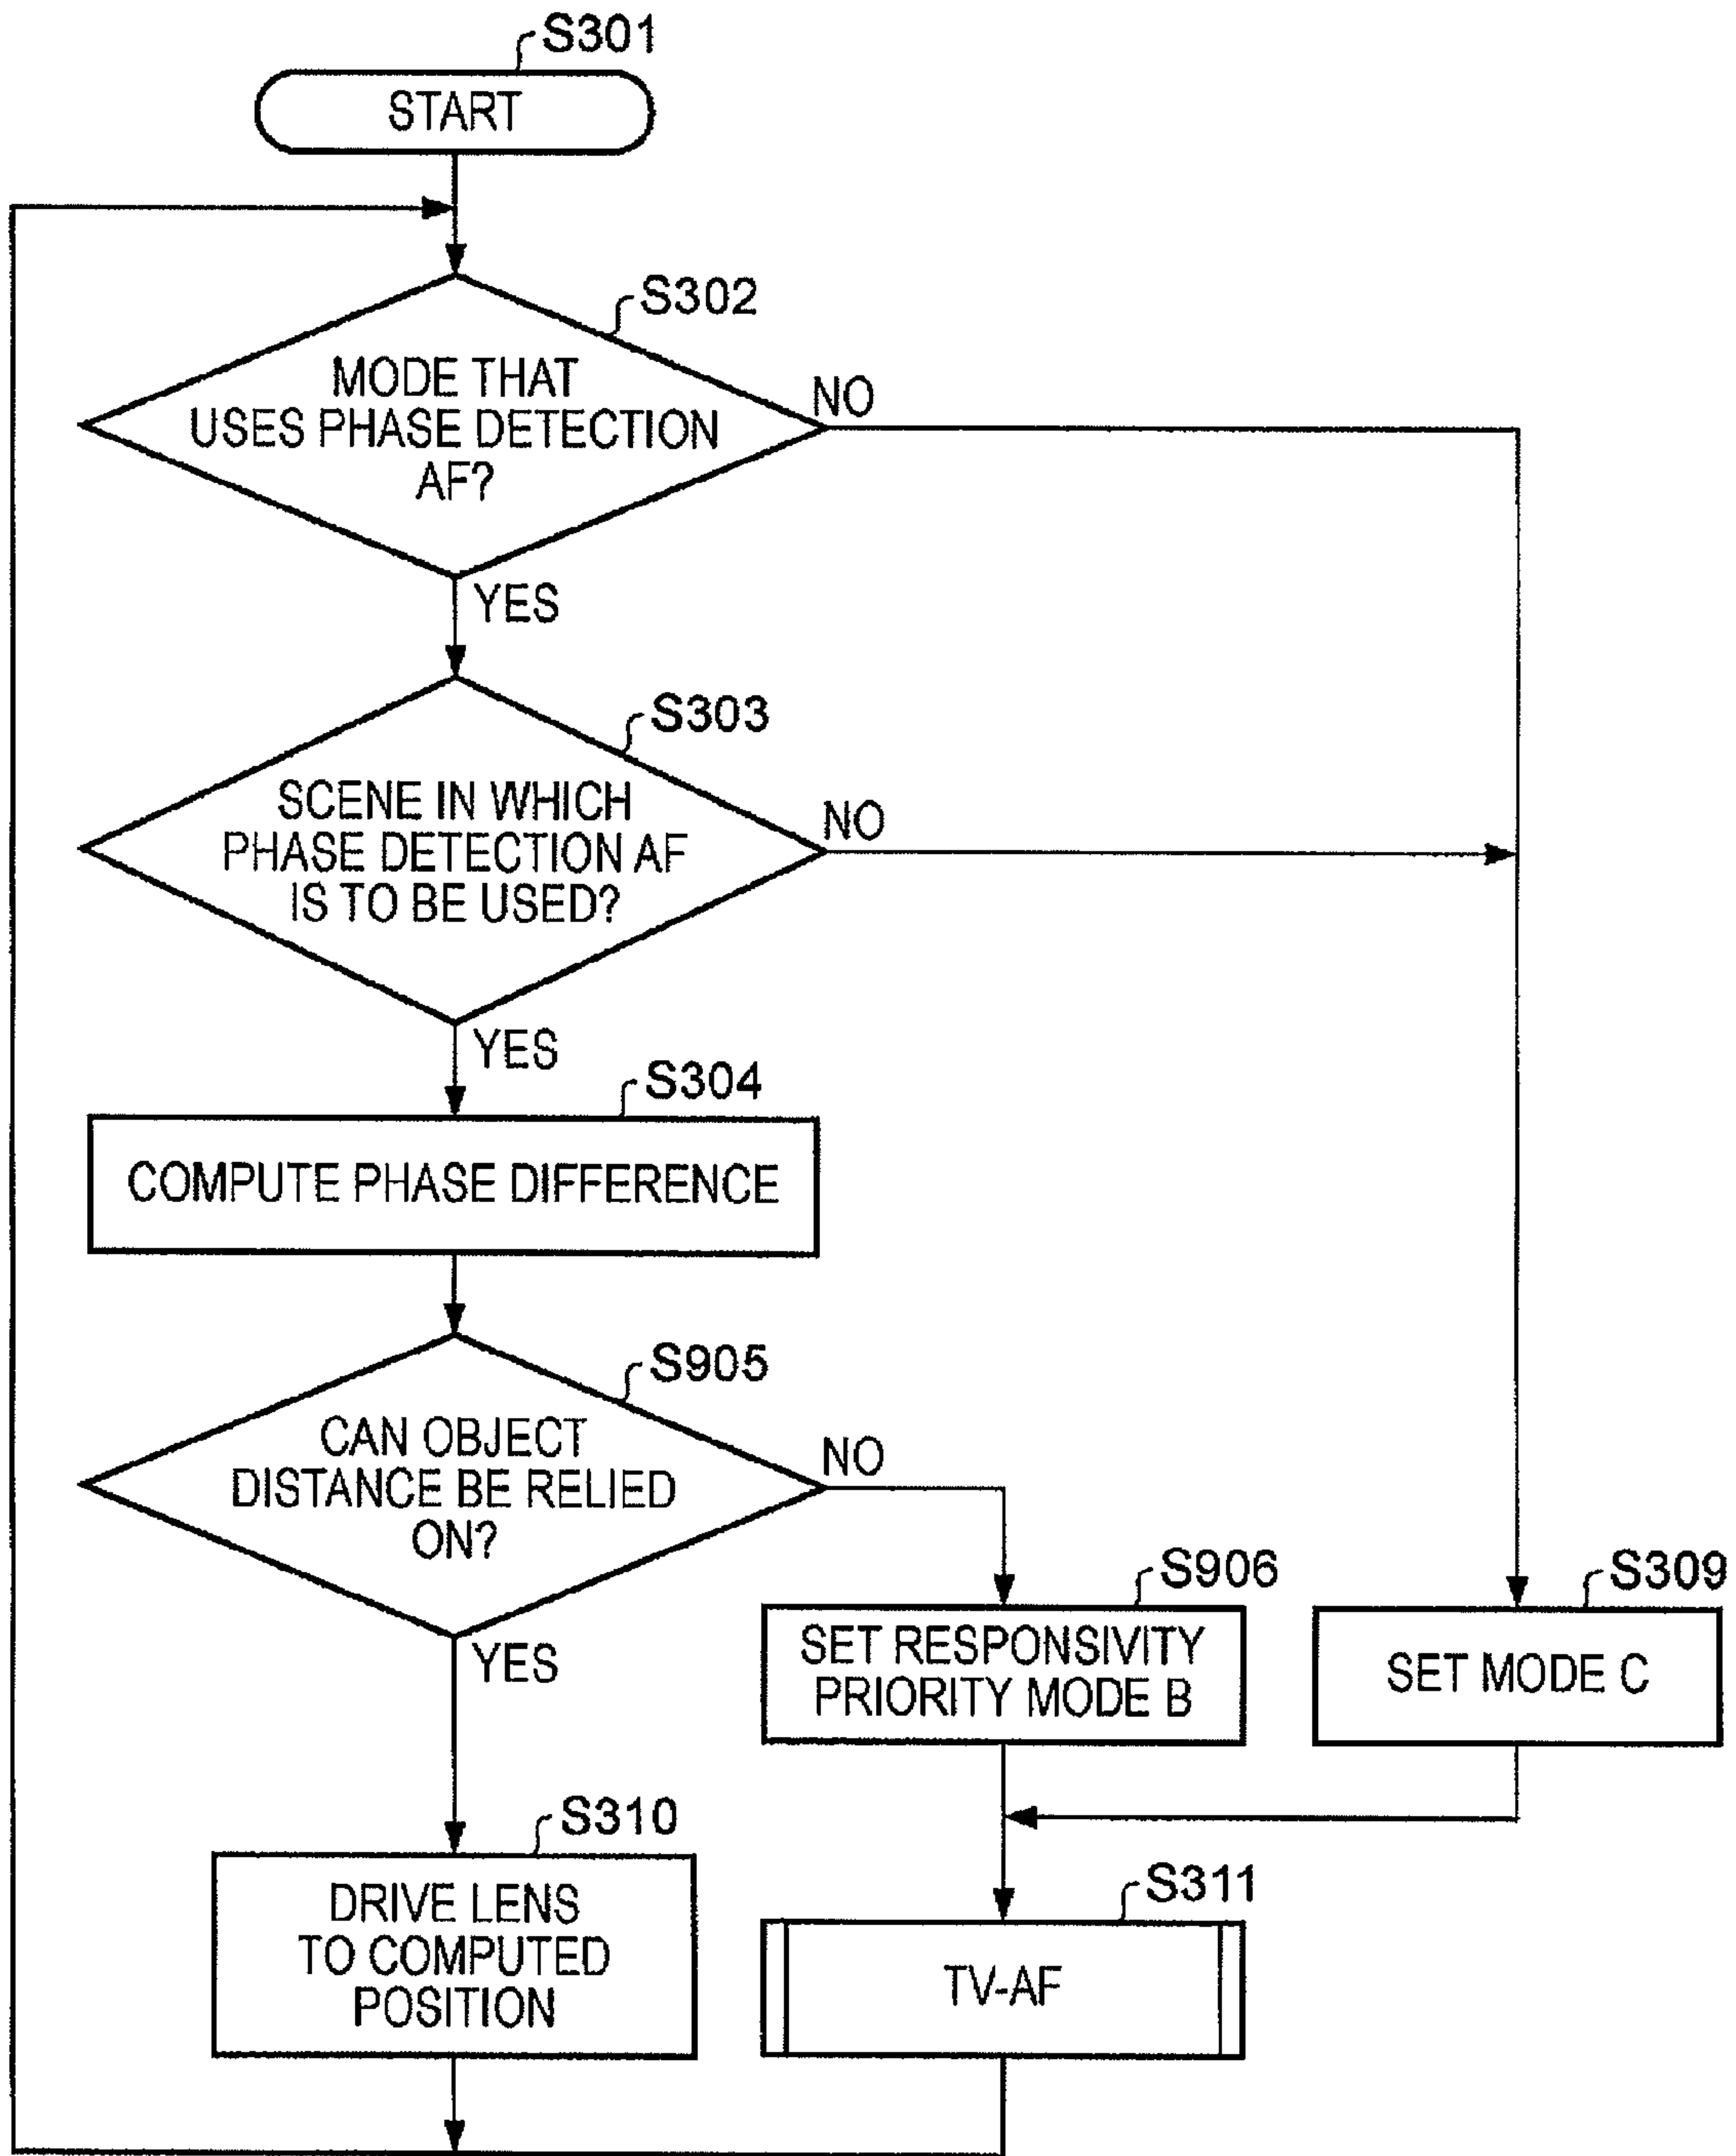 S301
START
S302
MODE THAT
USES PHASE DETECTION
AF?
NO
YES
S303
SCENE IN WHICH
PHASE DETECTION AF
IS TO BE USED?
NO
YES
S304
COMPUTE PHASE DIFFERENCE
S905
CAN OBJECT
DISTANCE BE RELIED
ON?
NO
YES
S906
SET RESPONSIVITY
PRIORITY MODE B
S309
SET MODE C
S310
DRIVE LENS
TO COMPUTED
POSITION
S311
TV-AF